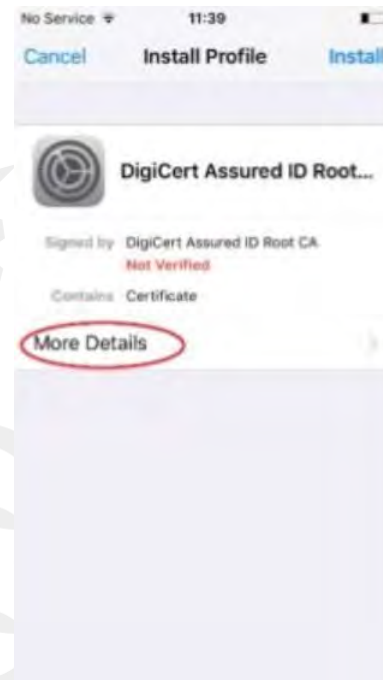 No Service 11:39
Cancel Install Profile Install
DigiCert Assured ID Root...
Signed by DigiCert Assured ID Root CA
Not Verified
Contains Certificate
More Details